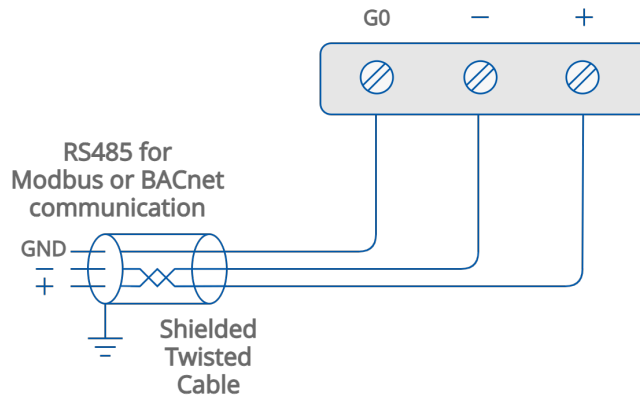 G0 — +
RS485 for
Modbus or BACnet
communication
GND
—
+
Shielded
Twisted
Cable